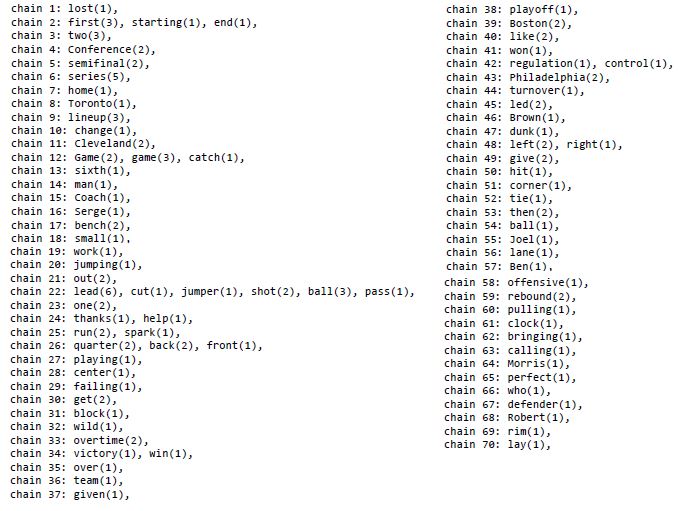 chain 1: lost(1),
chain 2: first(3), starting(1), end(1),
chain 3: two(3),
chain 4: Conference(2),
chain 5: semifinal(2),
chain 6: series(5),
chain 7: home(1),
chain 8: Toronto(1),
chain 9: lineup(3),
chain 10: change(1),
chain 11: Cleveland(2),
chain 12: Game(2), game(3), catch(1),
chain 13: sixth(1),
chain 14: man(1),
chain 15: Coach(1),
chain 16: Serge(1),
chain 17: bench(2),
chain 18: small(1),
chain 19: work(1),
chain 20: jumping(1),
chain 21: out(2),
chain 22: lead(6), cut(1), jumper(1), shot(2), ball(3), pass(1),
chain 23: one(2),
chain 24: thanks(1), help(1),
chain 25: run(2), spark(1),
chain 26: quarter(2), back(2), front(1),
chain 27: playing(1),
chain 28: center(1),
chain 29: failing(1),
chain 30: get(2),
chain 31: block(1),
chain 32: wild(1),
chain 33: overtime(2),
chain 34: victory(1), win(1),
chain 35: over(1),
chain 36: team(1),
chain 37: given(1),
chain 38: playoff(1),
chain 39: Boston(2),
chain 40: like(2),
chain 41: won(1),
chain 42: regulation(1), control(1),
chain 43: Philadelphia(2),
chain 44: turnover(1),
chain 45: led(2),
chain 46: Brown(1),
chain 47: dunk(1),
chain 48: left(2), right(1),
chain 49: give(2),
chain 50: hit(1),
chain 51: corner(1),
chain 52: tie(1),
chain 53: then(2),
chain 54: ball(1),
chain 55: Joel(1),
chain 56: lane(1),
chain 57: Ben(1),
chain 58: offensive(1),
chain 59: rebound(2),
chain 60: pulling(1),
chain 61: clock(1),
chain 62: bringing(1),
chain 63: calling(1),
chain 64: Morris(1),
chain 65: perfect(1),
chain 66: who(1),
chain 67: defender(1),
chain 68: Robert(1),
chain 69: rim(1),
chain 70: lay(1),